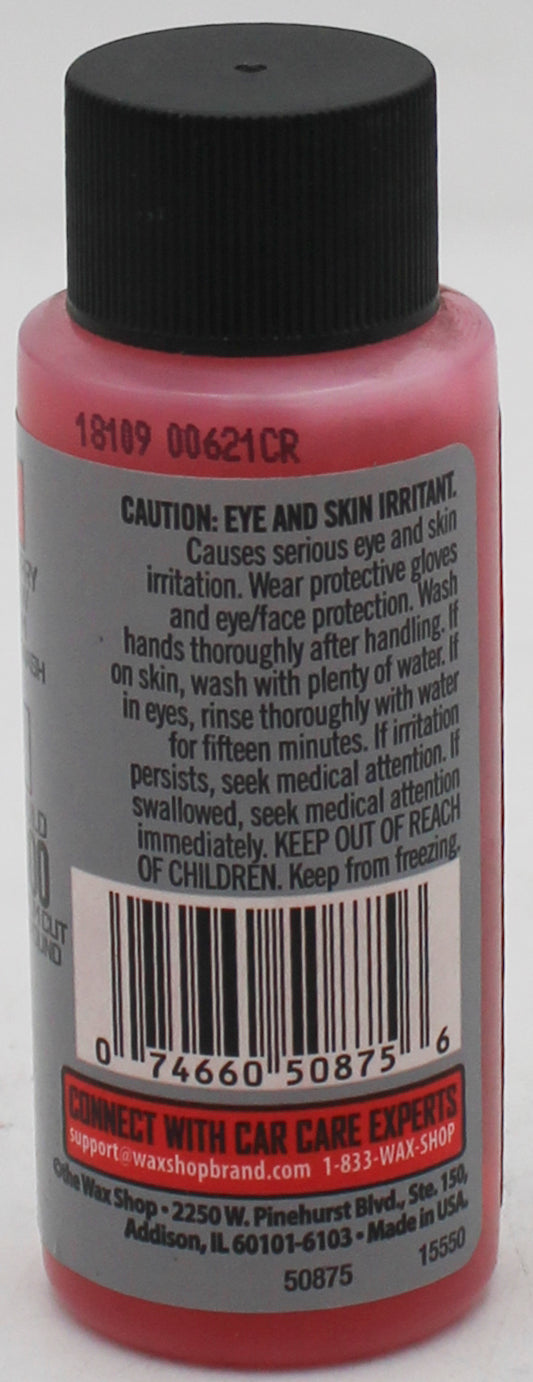 18109 00621CR
CAUTION: EYE AND SKIN IRRITANT.
Causes serious eye and skin
irritation. Wear protective gloves
and eye/face protection. Wash
hands thoroughly after handling. If
on skin, wash with plenty of water. If
in eyes, rinse thoroughly with water
for fifteen minutes. If irritation
persists, seek medical attention. If
swallowed, seek medical attention
immediately. KEEP OUT OF REACH
OF CHILDREN. Keep from freezing.
0 74660 50875 6
CONNECT WITH CAR CARE EXPERTS
support@waxshopbrand.com 1-833-WAX-SHOP
©the Wax Shop • 2250 W. Pinehurst Blvd., Ste. 150,
Addison, IL 60101-6103 • Made in USA.
15550
50875
CUT